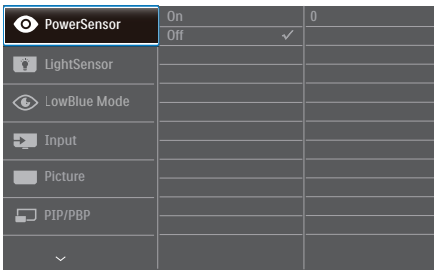 PowerSensor
On
0
Off
LightSensor
LowBlue Mode
Input
Picture
PIP/PBP